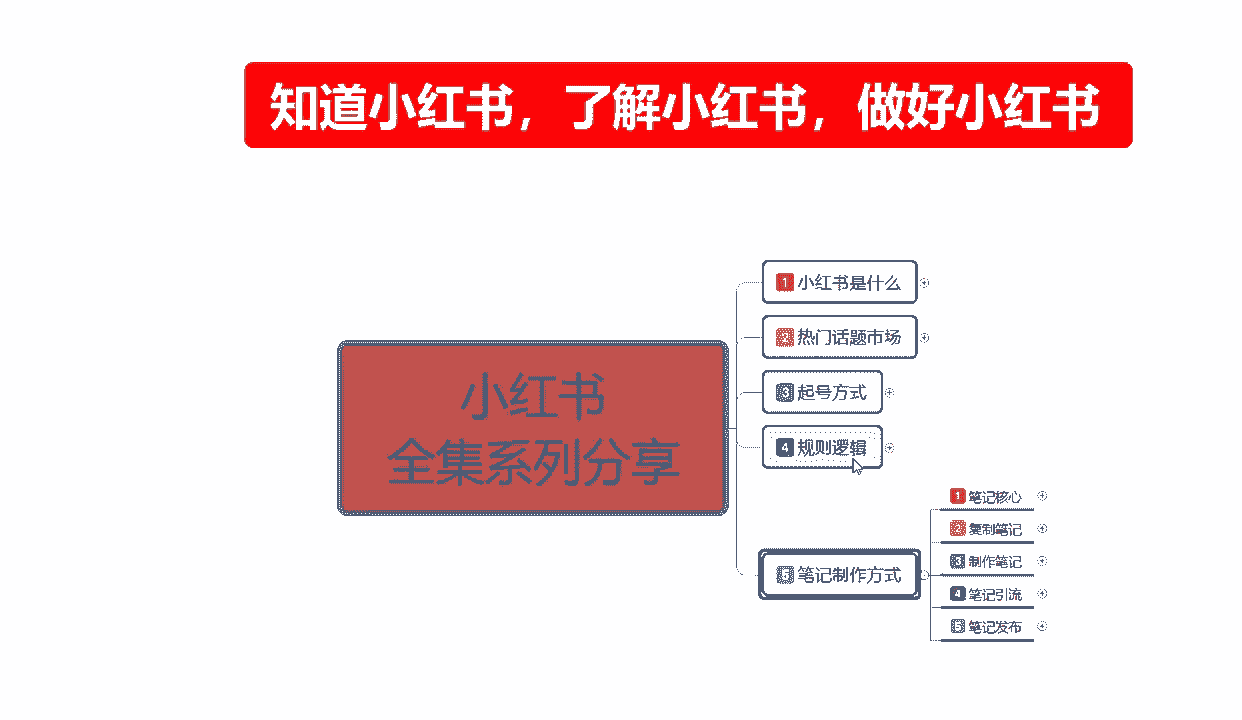 知道小红书，了解小红书，做好小红书
小红书
全集系列分享
1 小红书是什么
2 热门话题市场
3 起号方式
4 规则逻辑
5 笔记制作方式
1 笔记核心
2 复制笔记
3 制作笔记
4 笔记引流
5 笔记发布